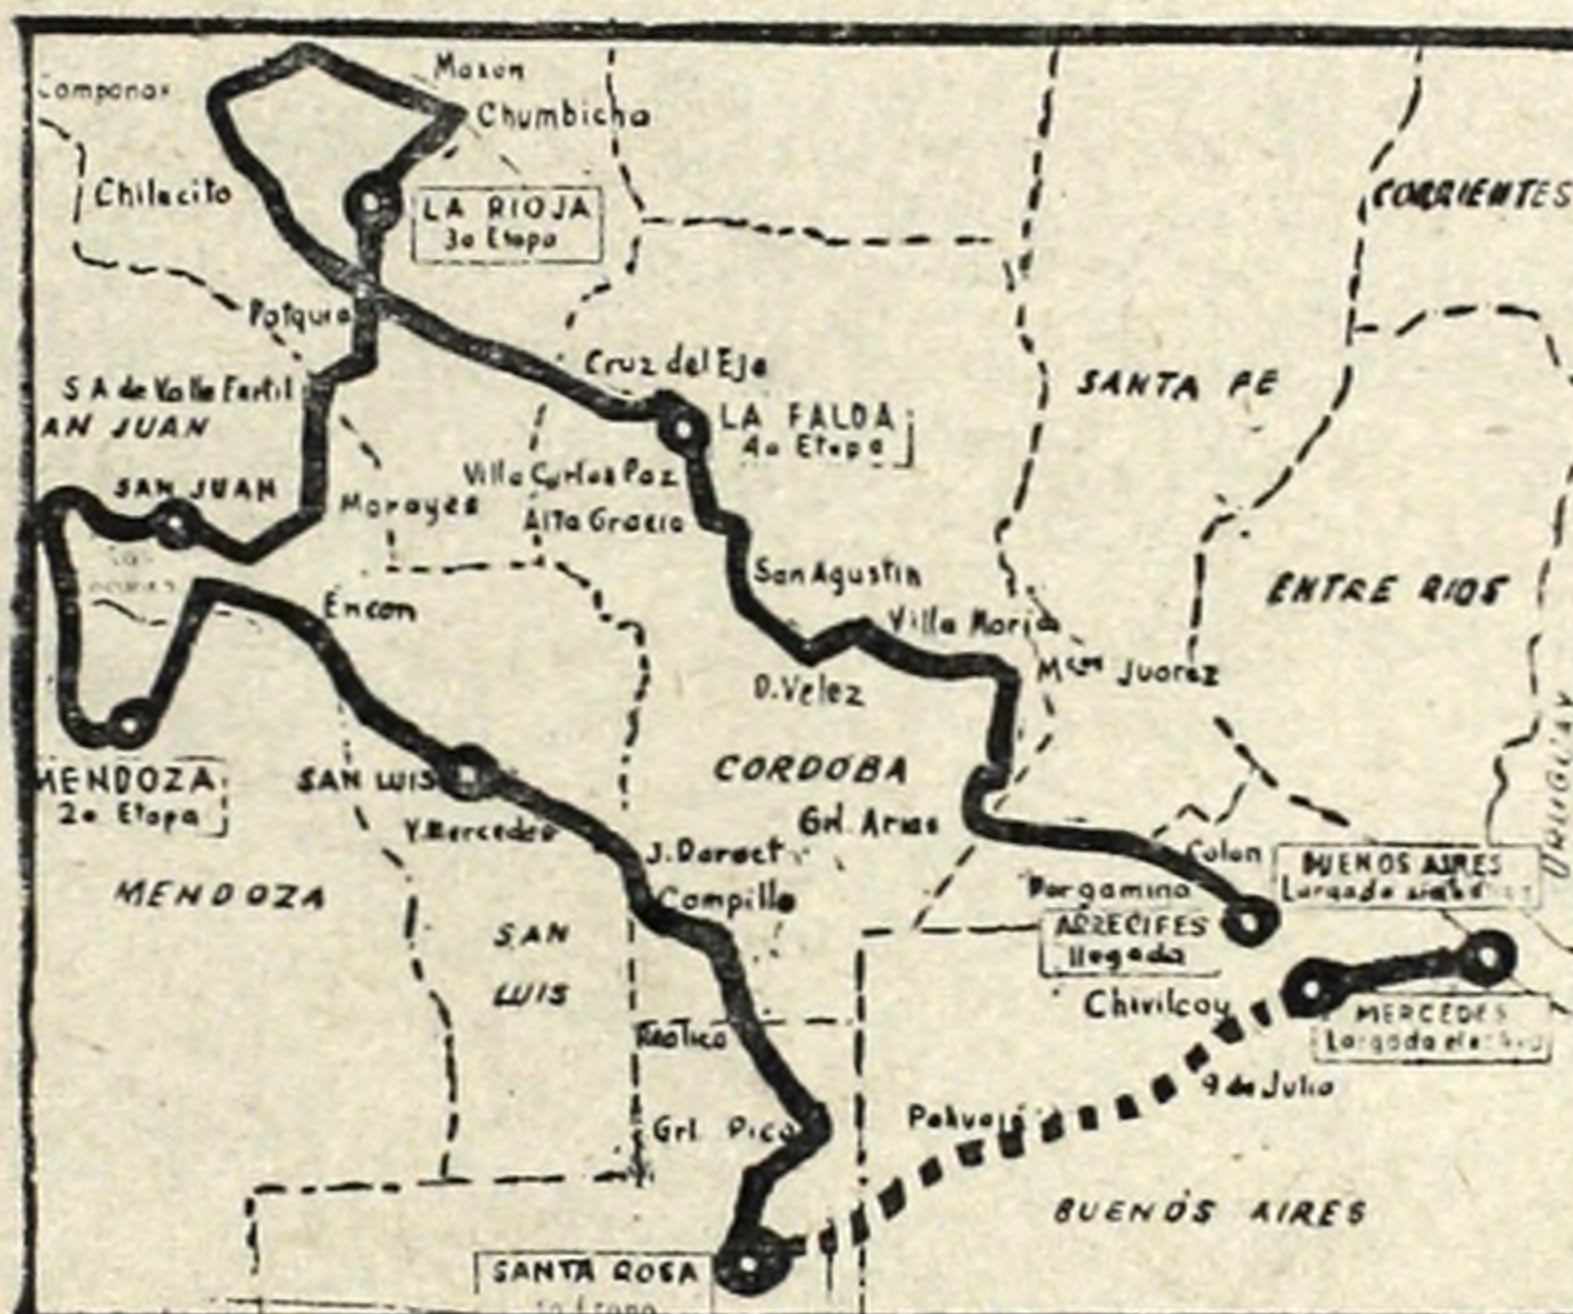 Mazan
Campanas
Chumbicha
Chilecito
CORRIENTES
LA RIOJA
3a Etapa
Patquia
Cruz del Eje
S A de Valle Fertil
SANTA FE
AN JUAN
LA FALDA
4a Etapa
Villa Carlos Paz
SAN JUAN
Marayes
Alta Gracia
San Agustin
ENTRE RIOS
Encon
Villa Maria
Mcos Juarez
D. Velez
URUGUAY
MENDOZA
2a Etapa
SAN LUIS
CORDOBA
Grl. Arias
V. Mercedes
J. Daract
Colon
BUENOS AIRES
Largada
MENDOZA
Campillo
Pergamino
SAN
LUIS
ARRECIFES
llegada
Chivilcoy
MERCEDES
Largada
Realico
9 de Julio
Pehuajó
Grl. Pico
BUENOS AIRES
SANTA ROSA
1a Etapa